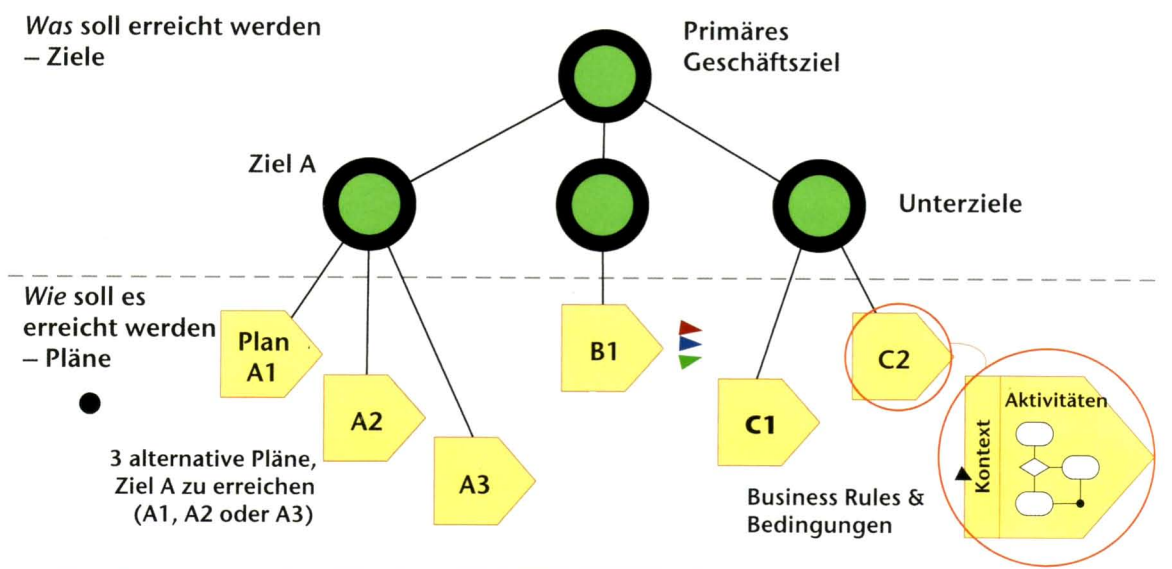 Was soll erreicht werden
– Ziele
Primäres
Geschäftsziel
Ziel A
Unterziele
Wie soll es
erreicht werden
– Pläne
Plan
A1
A2
A3
B1
C1
C2
3 alternative Pläne,
Ziel A zu erreichen
(A1, A2 oder A3)
Business Rules &
Bedingungen
Kontext
Aktivitäten